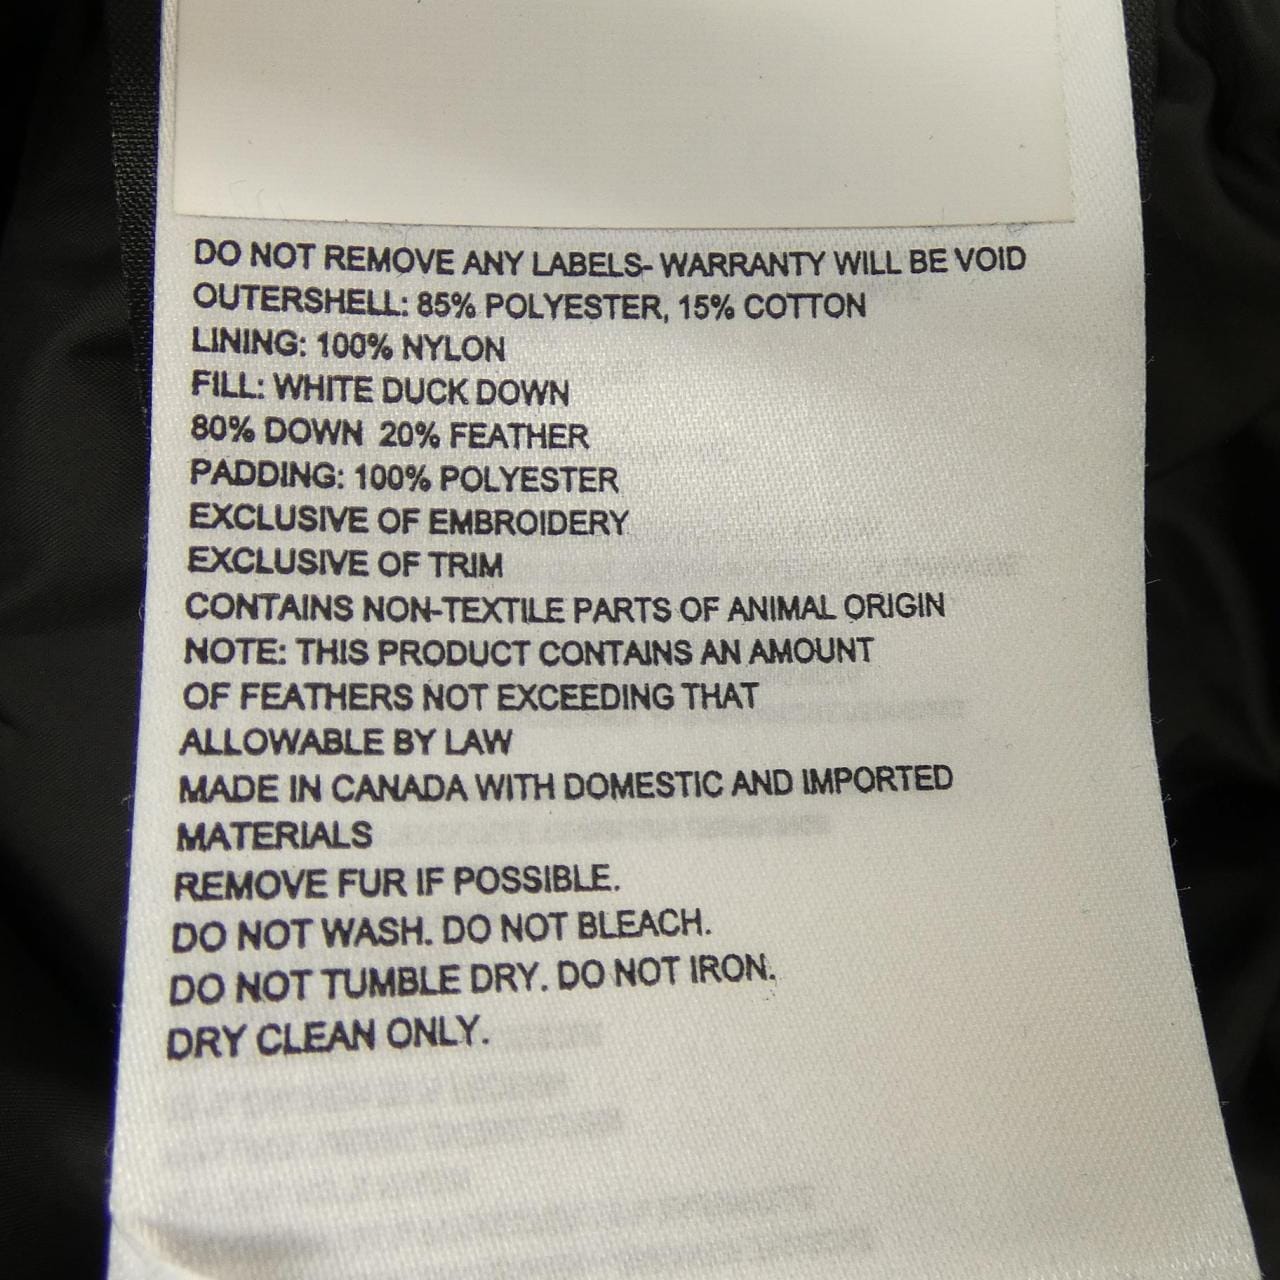 DO NOT REMOVE ANY LABELS- WARRANTY WILL BE VOID
OUTERSHELL: 85% POLYESTER, 15% COTTON
LINING: 100% NYLON
FILL: WHITE DUCK DOWN
80% DOWN 20% FEATHER
PADDING: 100% POLYESTER
EXCLUSIVE OF EMBROIDERY
EXCLUSIVE OF TRIM
CONTAINS NON-TEXTILE PARTS OF ANIMAL ORIGIN
NOTE: THIS PRODUCT CONTAINS AN AMOUNT
OF FEATHERS NOT EXCEEDING THAT
ALLOWABLE BY LAW
MADE IN CANADA WITH DOMESTIC AND IMPORTED
MATERIALS
REMOVE FUR IF POSSIBLE.
DO NOT WASH. DO NOT BLEACH.
DO NOT TUMBLE DRY. DO NOT IRON.
DRY CLEAN ONLY.